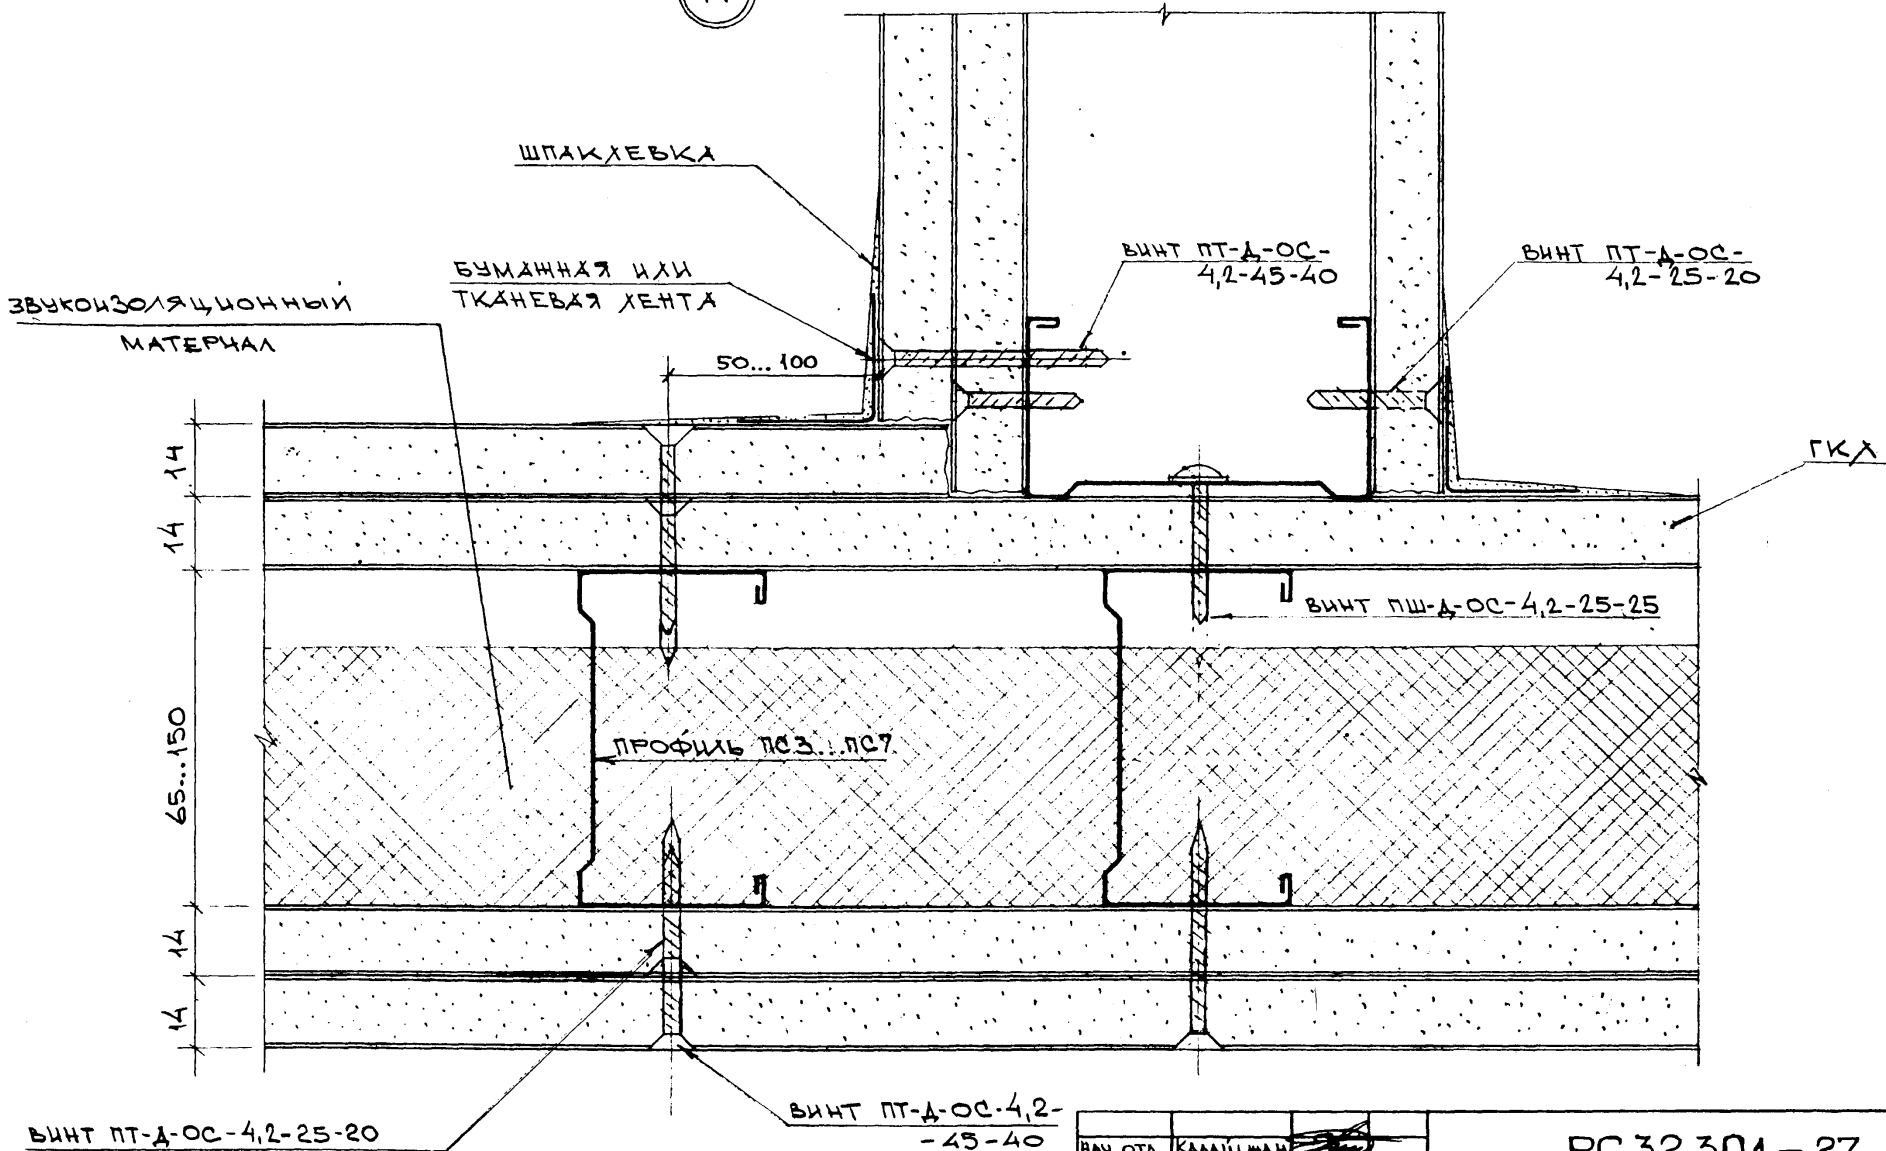 ШПАКЛЕВКА
БУМАЖНАЯ ИЛИ
ТКАНЕВАЯ ЛЕНТА
ЗВУКОИЗОЛЯЦИОННЫЙ
МАТЕРИАЛ
50...100
ВИНТ ПТ-Д-ОС-
4,2-45-40
ВИНТ ПТ-Д-ОС-
4,2-25-20
ГКЛ
14
14
65...150
14
14
ВИНТ ПШ-Д-ОС-4,2-25-25
ПРОФИЛЬ ПС3...ПС7
ВИНТ ПТ-Д-ОС-4,2-25-20
ВИНТ ПТ-Д-ОС-4,2-
-45-40
НАЧ. ОТД.